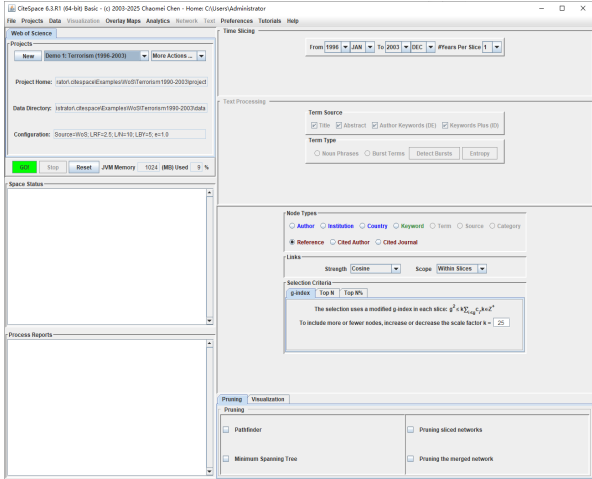 CiteSpace 6.3.R1 (64-bit) Basic - (c) 2003-2025 Chaomei Chen - Home: C:\Users\Administrator
File Projects Data Visualization Overlay Maps Analytics Network Text Preferences Tutorials Help
Web of Science
Projects
New Demo 1: Terrorism (1996-2003) More Actions ...
Project Home: rator\.citespace\Examples\WoS\Terrorism1990-2003\project
Data Directory: istrator\.citespace\Examples\WoS\Terrorism1990-2003\data
Configuration: Source=WoS; LRF=2.5; L/N=10; LBY=5; e=1.0
GO! Stop Reset JVM Memory 1024 (MB) Used 9 %
Space Status
Process Reports
Time Slicing
From 1996 JAN To 2003 DEC #Years Per Slice 1
Text Processing
Term Source
Title Abstract Author Keywords (DE) Keywords Plus (ID)
Term Type
Noun Phrases Burst Terms Detect Bursts Entropy
Node Types
Author Institution Country Keyword Term Source Category
Reference Cited Author Cited Journal
Links
Strength Cosine Scope Within Slices
Selection Criteria
g-index Top N Top N%
The selection uses a modified g-index in each slice: g² ≤ k∑i≤g ci, k∈Z⁺
To include more or fewer nodes, increase or decrease the scale factor k = 25
Pruning Visualization
Pruning
Pathfinder Pruning sliced networks
Minimum Spanning Tree Pruning the merged network